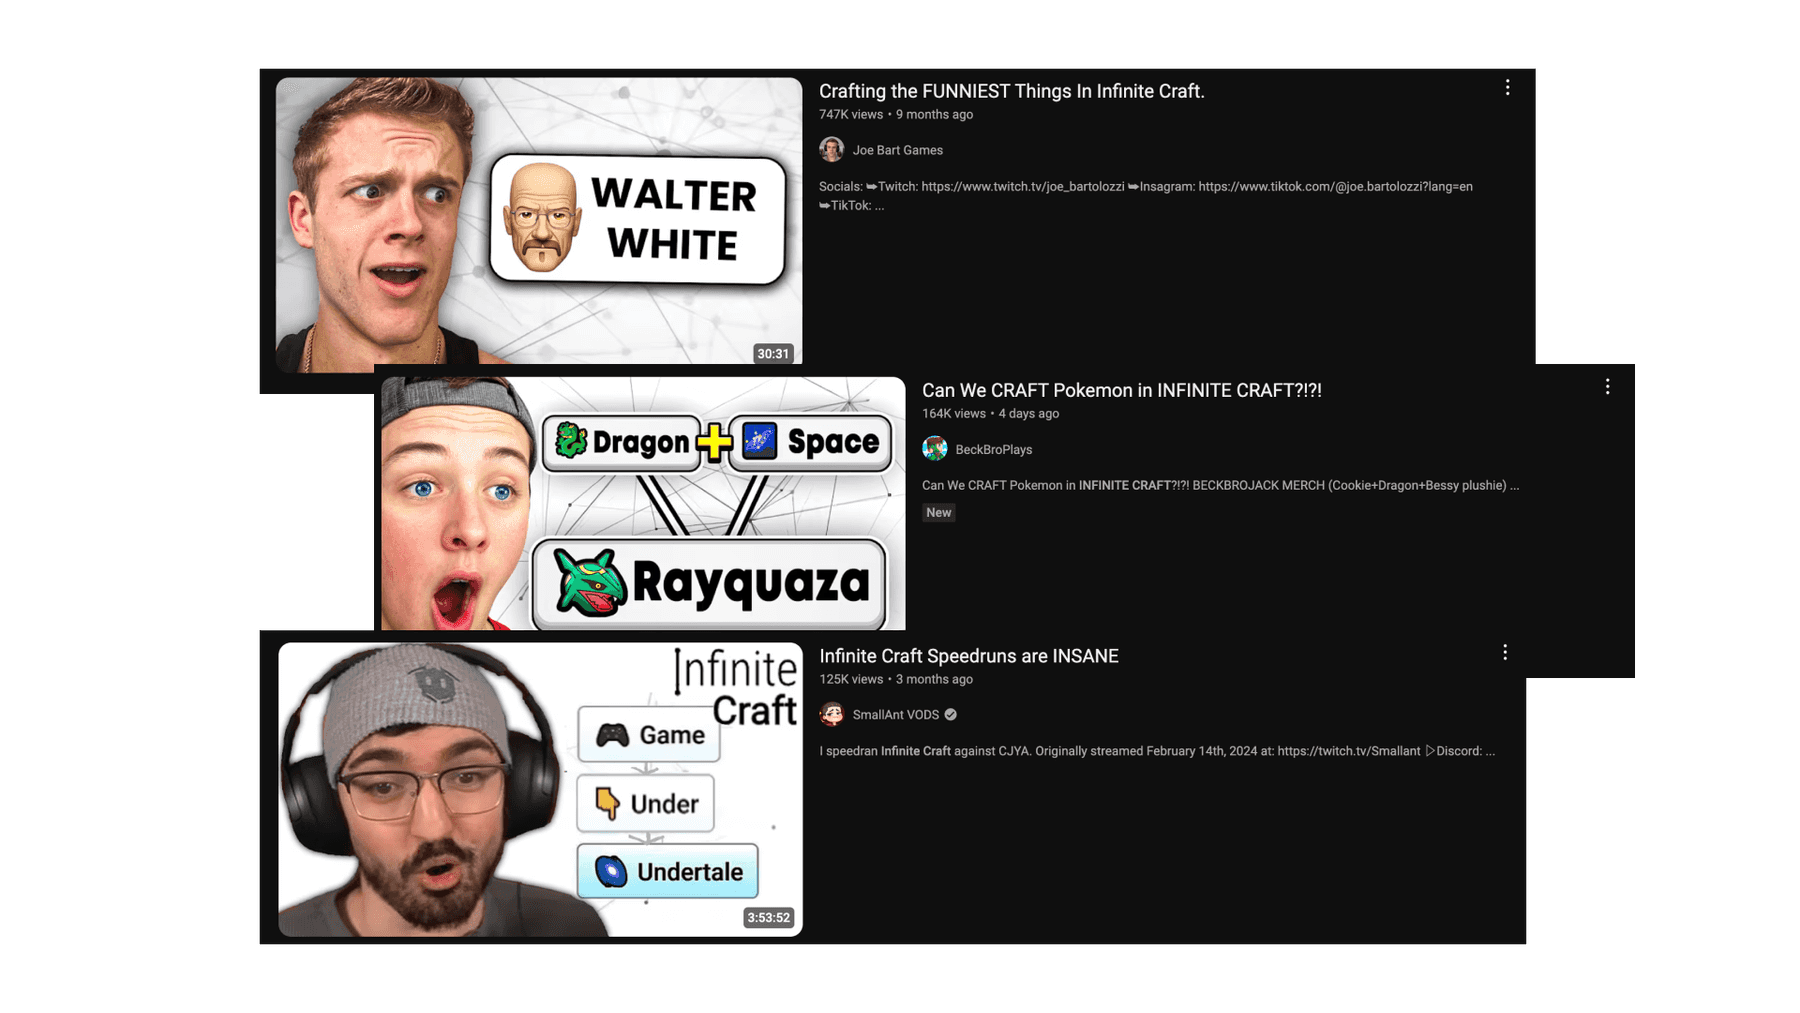 WALTER
WHITE
30:31
Crafting the FUNNIEST Things In Infinite Craft.
747K views • 9 months ago
Joe Bart Games
Socials: ➥Twitch: https://www.twitch.tv/joe_bartolozzi ➥Insagram: https://www.tiktok.com/@joe.bartolozzi?lang=en
➥TikTok: ...
Dragon + Space
Rayquaza
Can We CRAFT Pokemon in INFINITE CRAFT?!?!
164K views • 4 days ago
BeckBroPlays
Can We CRAFT Pokemon in INFINITE CRAFT?!?! BECKBROJACK MERCH (Cookie+Dragon+Bessy plushie) ...
New
Infinite
Craft
Game
Under
Undertale
3:53:52
Infinite Craft Speedruns are INSANE
125K views • 3 months ago
SmallAnt VODS
I speedran Infinite Craft against CJYA. Originally streamed February 14th, 2024 at: https://twitch.tv/Smallant ▷Discord: ...